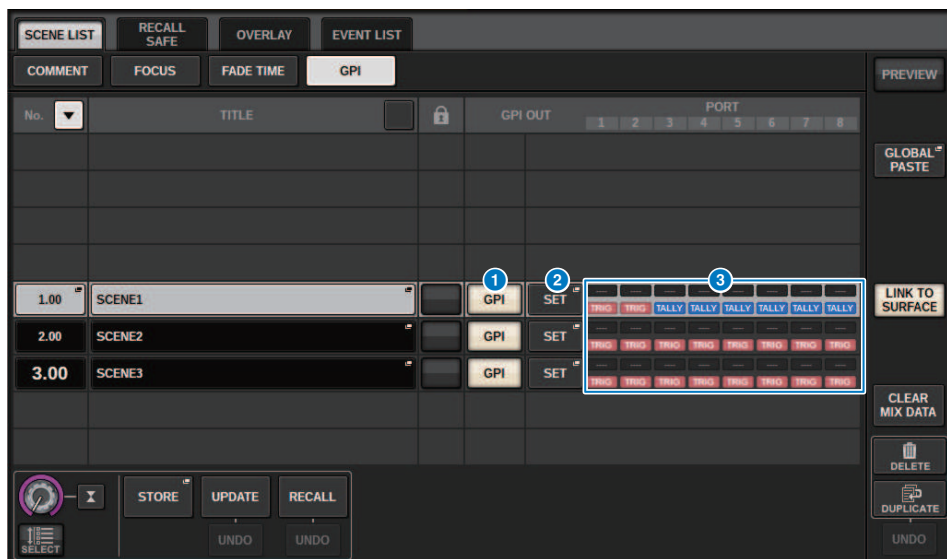 SCENE LIST RECALL SAFE OVERLAY EVENT LIST
COMMENT FOCUS FADE TIME GPI PREVIEW
No. TITLE GPI OUT PORT
1 2 3 4 5 6 7 8
GLOBAL PASTE
1 2 3
1.00 SCENE1 GPI SET TRIG TRIG TALLY TALLY TALLY TALLY TALLY TALLY
LINK TO SURFACE
2.00 SCENE2 GPI SET TRIG TRIG TRIG TRIG TRIG TRIG TRIG TRIG
3.00 SCENE3 GPI SET TRIG TRIG TRIG TRIG TRIG TRIG TRIG TRIG
CLEAR MIX DATA
DELETE
STORE UPDATE RECALL
DUPLICATE
SELECT UNDO UNDO UNDO